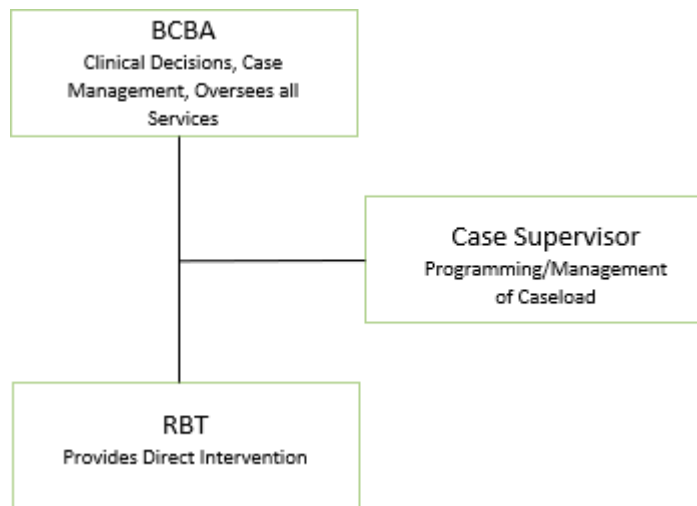 BCBA
Clinical Decisions, Case
Management, Oversees all
Services
Case Supervisor
Programming/Management
of Caseload
RBT
Provides Direct Intervention